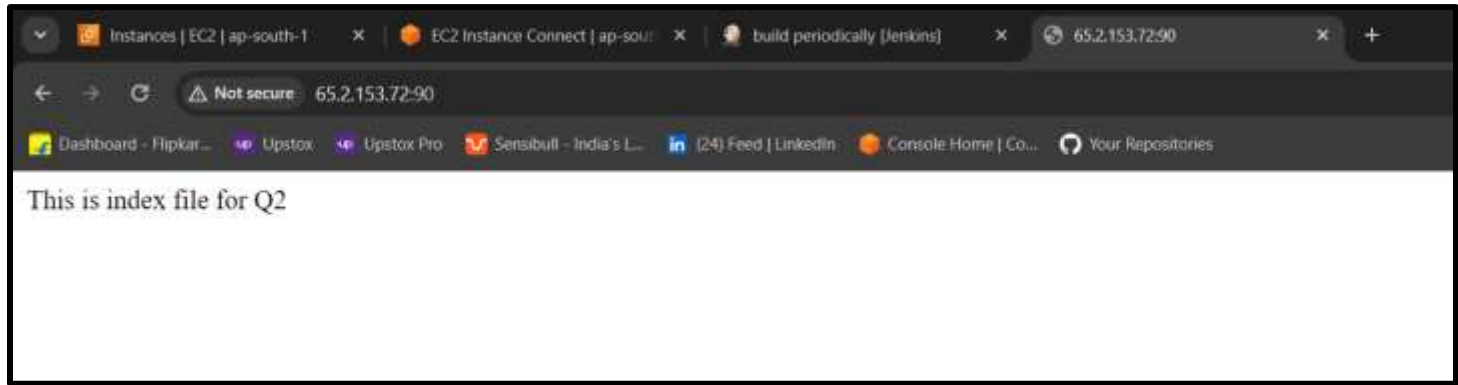 Instances | EC2 | ap-south-1 EC2 Instance Connect | ap-sout build periodically [Jenkins] 65.2.153.72:90
Not secure 65.2.153.72:90
Dashboard - Flipkar... Upstox Upstox Pro Sensibull - India's L... (24) Feed | LinkedIn Console Home | Co... Your Repositories
This is index file for Q2